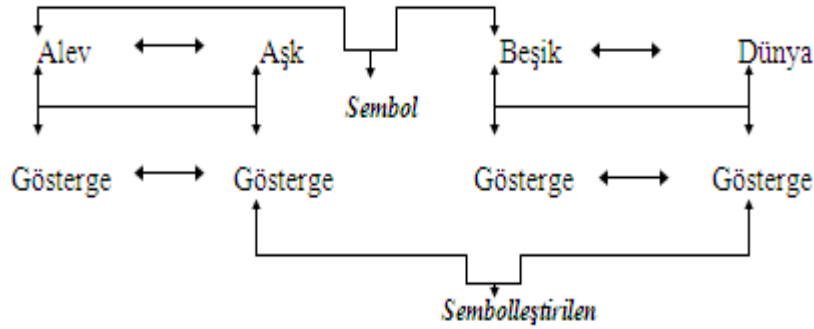 Alev Aşk Beşik Dünya
Sembol
Gösterge Gösterge Gösterge Gösterge
Sembolleştirilen